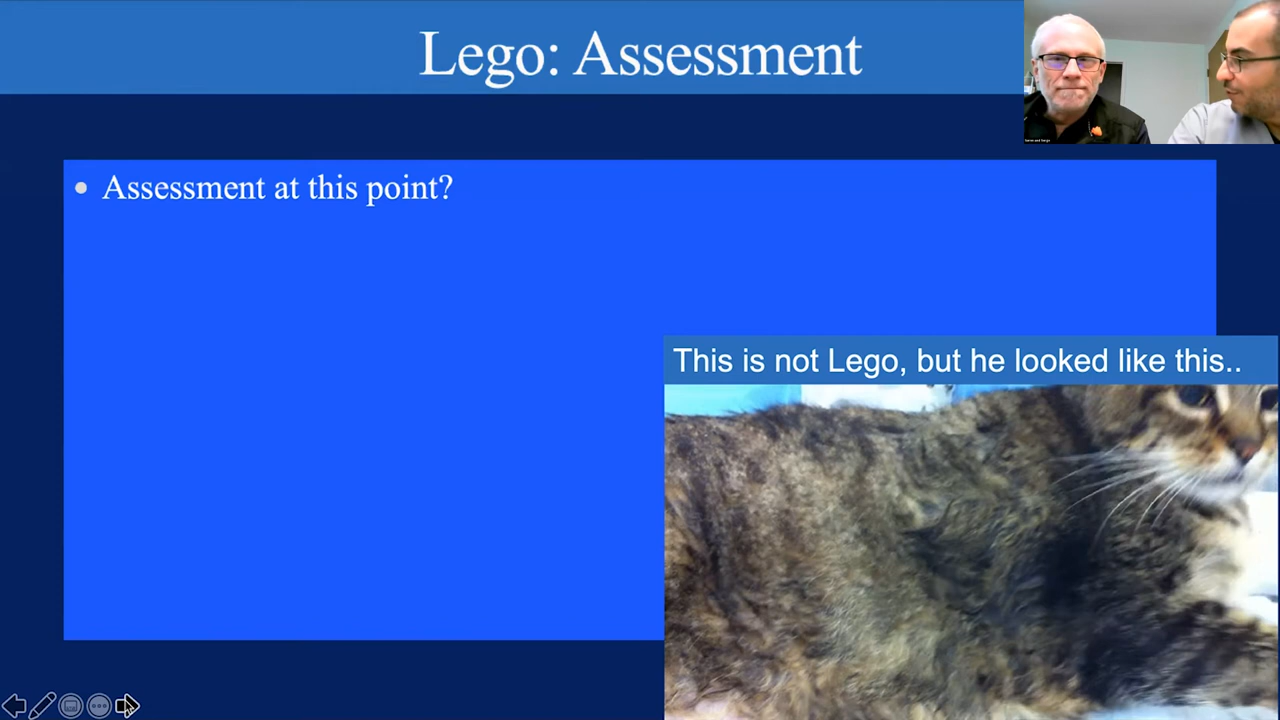 Lego: Assessment
• Assessment at this point?
This is not Lego, but he looked like this..